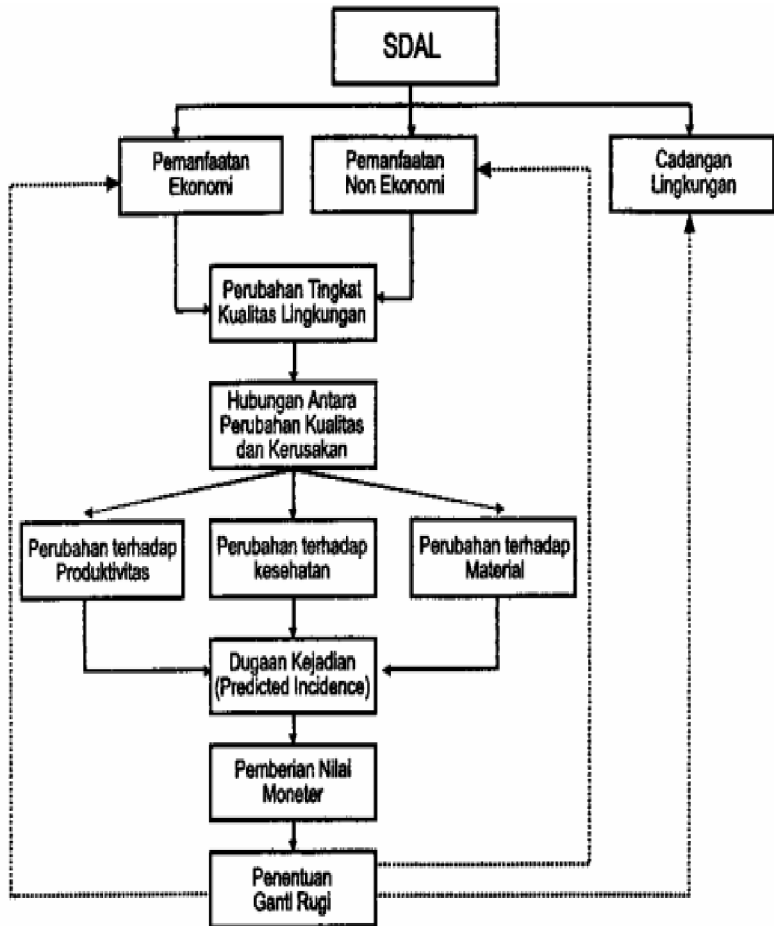 SDAL
Pemanfaatan
Ekonomi
Pemanfaatan
Non Ekonomi
Cadangan
Lingkungan
Perubahan Tingkat
Kualitas Lingkungan
Hubungan Antara
Perubahan Kualitas
dan Kerusakan
Perubahan terhadap
Produktivitas
Perubahan terhadap
kesehatan
Perubahan terhadap
Material
Dugaan Kejadian
(Predicted Incidence)
Pemberian Nilai
Moneter
Penentuan
Ganti Rugi